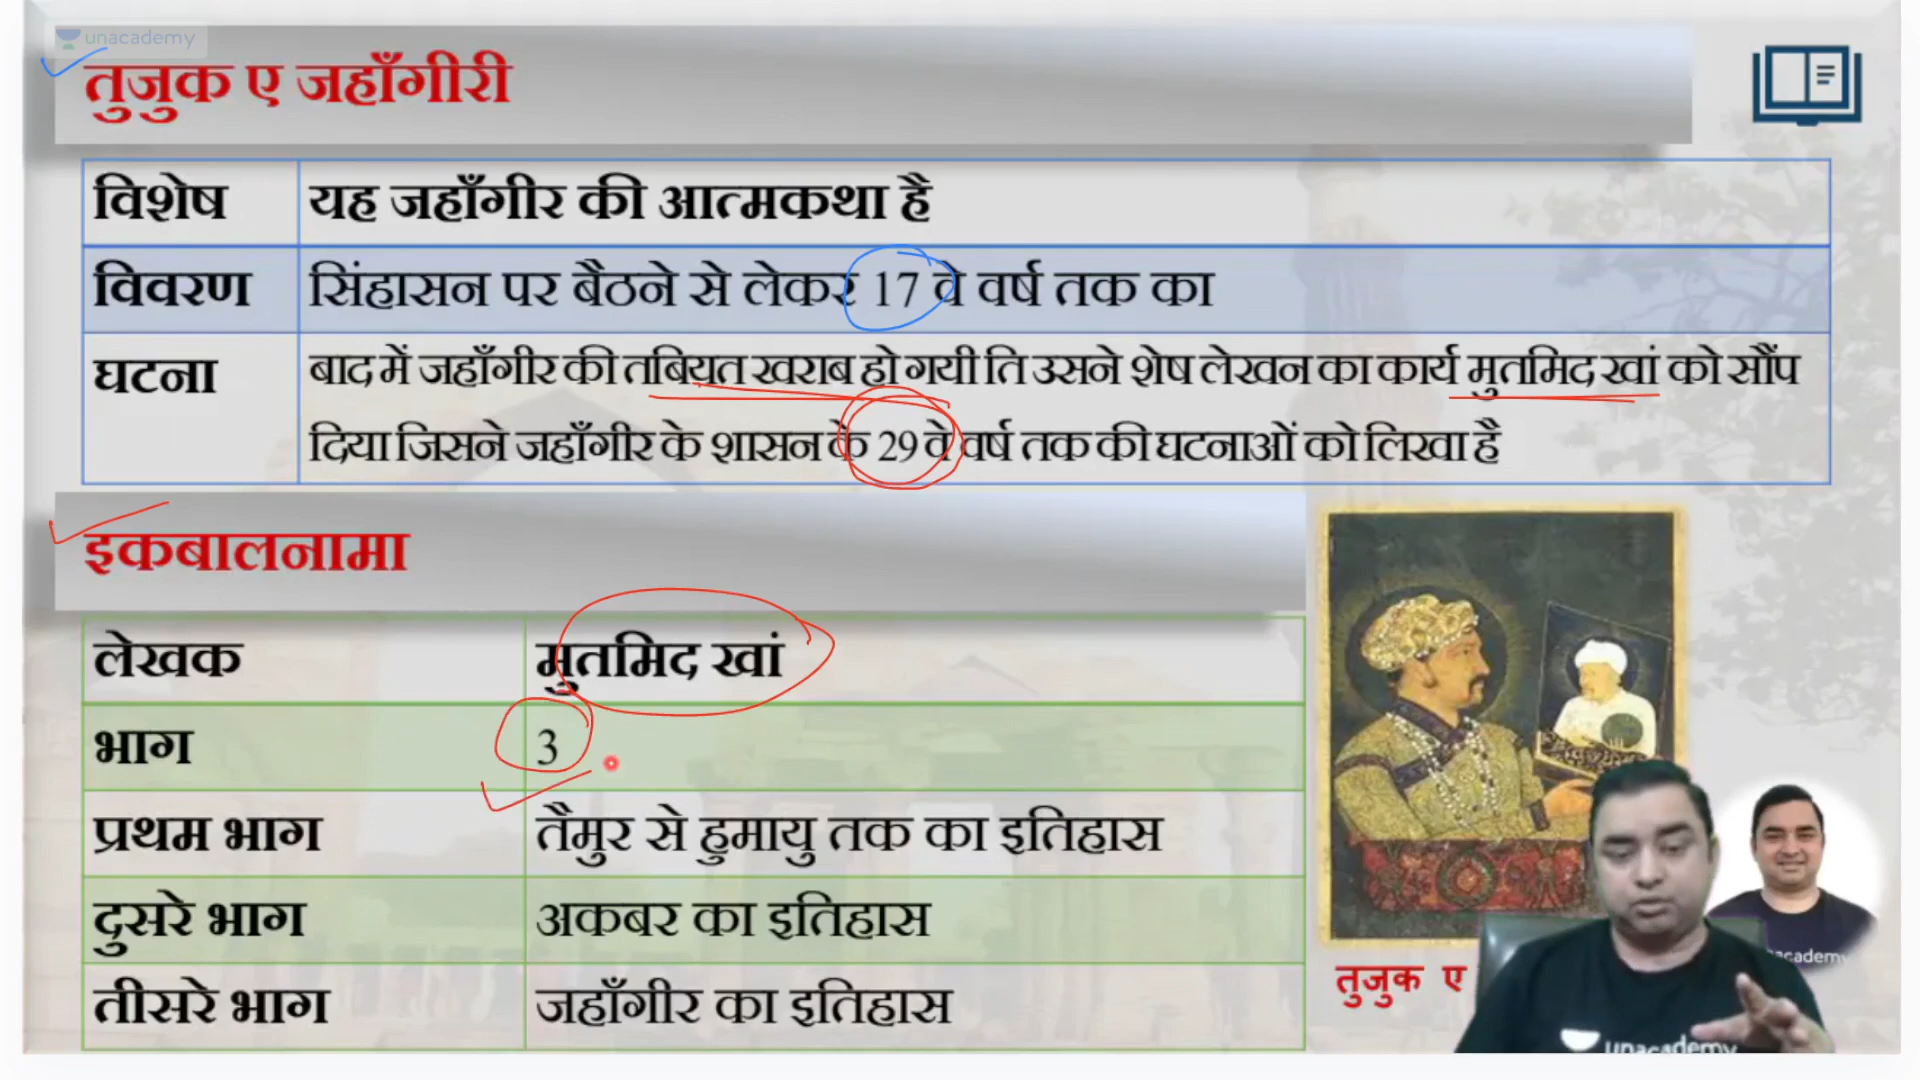 unacademy
तुजुक ए जहाँगीरी
विशेष यह जहाँगीर की आत्मकथा है
विवरण सिंहासन पर बैठने से लेकर 17 वे वर्ष तक का
घटना बाद में जहाँगीर की तबियत खराब हो गयी ति उसने शेष लेखन का कार्य मुतमिद खां को सौंप
दिया जिसने जहाँगीर के शासन के 29 वे वर्ष तक की घटनाओं को लिखा है
इकबालनामा
लेखक मुतमिद खां
भाग 3
प्रथम भाग तैमुर से हुमायु तक का इतिहास
दुसरे भाग अकबर का इतिहास
तीसरे भाग जहाँगीर का इतिहास
तुजुक ए
unacademy